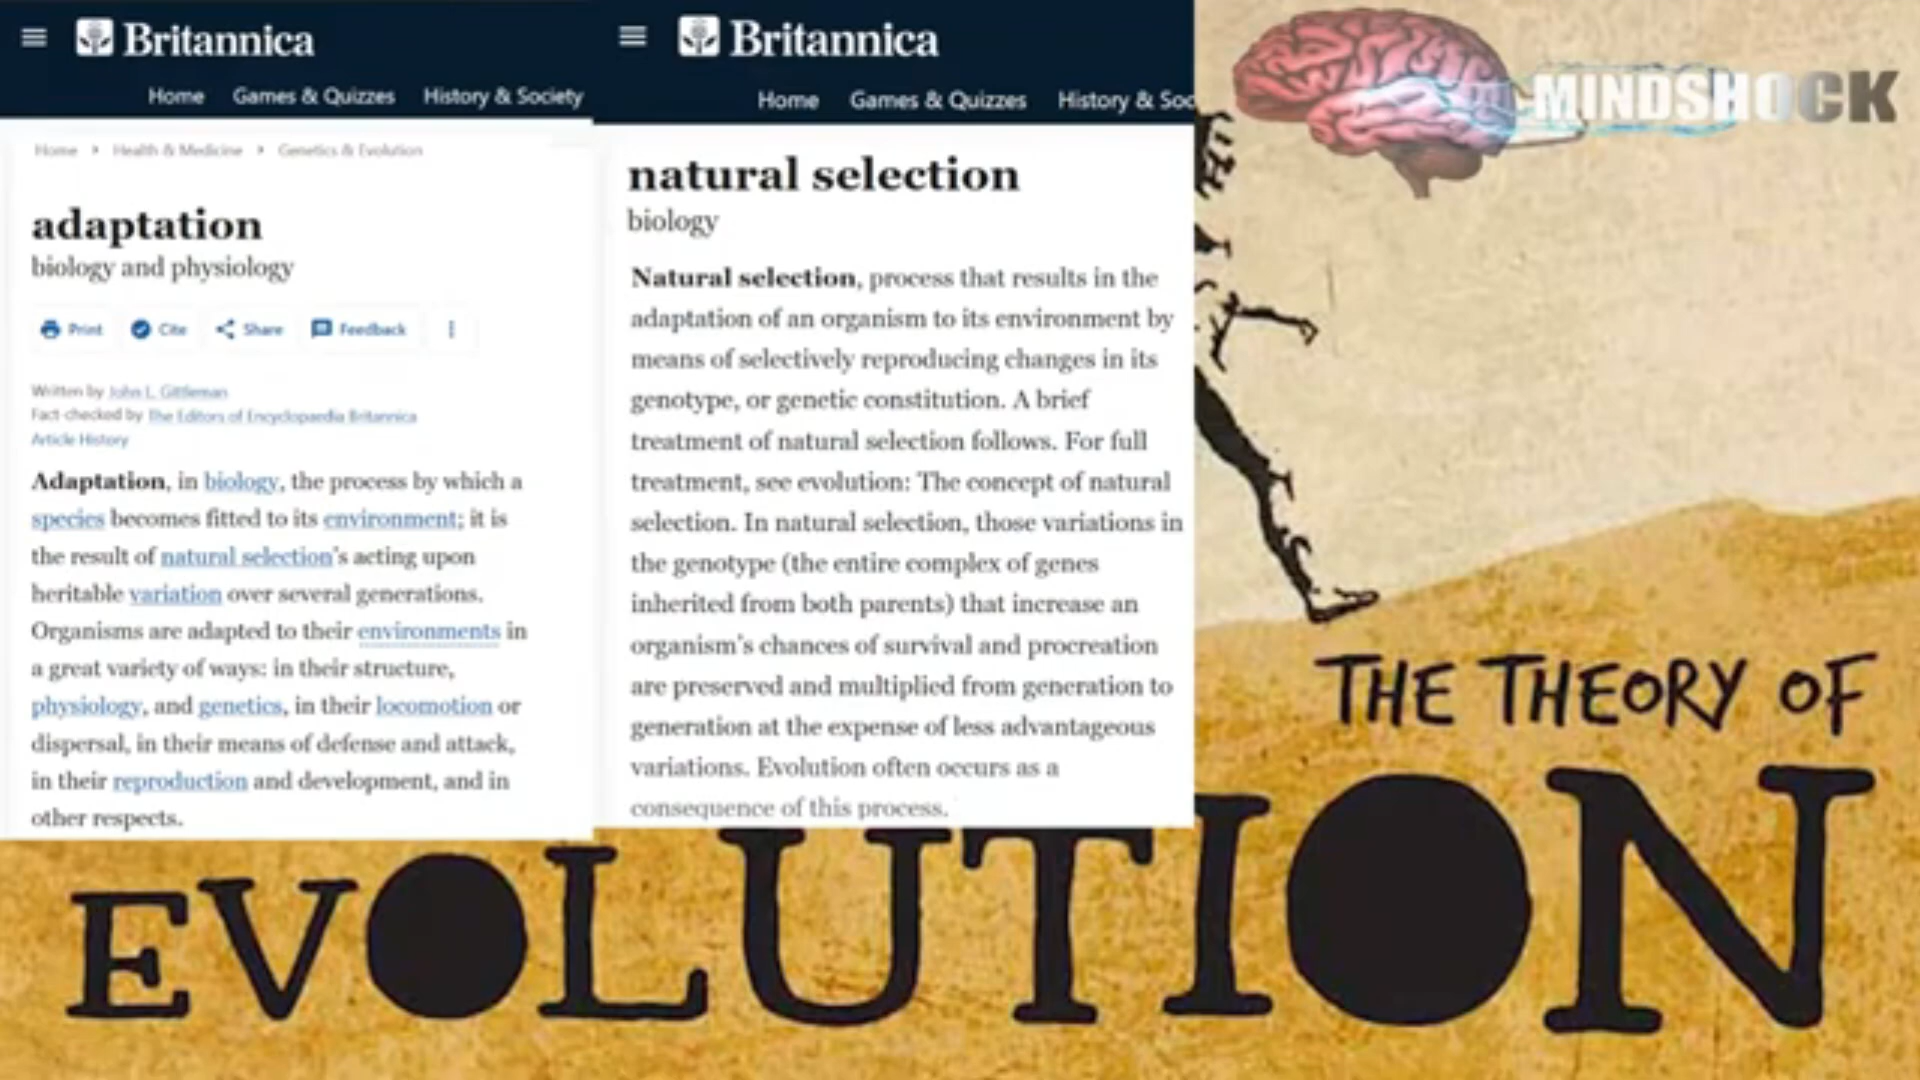 Britannica
Home Games & Quizzes History & Society
Home > Health & Medicine > Genetics & Evolution
adaptation
biology and physiology
Print Cite Share Feedback
Written by John L. Gittleman
Fact-checked by The Editors of Encyclopaedia Britannica
Article History
Adaptation, in biology, the process by which a
species becomes fitted to its environment; it is
the result of natural selection's acting upon
heritable variation over several generations.
Organisms are adapted to their environments in
a great variety of ways: in their structure,
physiology, and genetics, in their locomotion or
dispersal, in their means of defense and attack,
in their reproduction and development, and in
other respects.
Britannica
Home Games & Quizzes History & Soc
natural selection
biology
Natural selection, process that results in the
adaptation of an organism to its environment by
means of selectively reproducing changes in its
genotype, or genetic constitution. A brief
treatment of natural selection follows. For full
treatment, see evolution: The concept of natural
selection. In natural selection, those variations in
the genotype (the entire complex of genes
inherited from both parents) that increase an
organism's chances of survival and procreation
are preserved and multiplied from generation to
generation at the expense of less advantageous
variations. Evolution often occurs as a
consequence of this process.
MINDSHOCK
THE THEORY OF
EVOLUTION